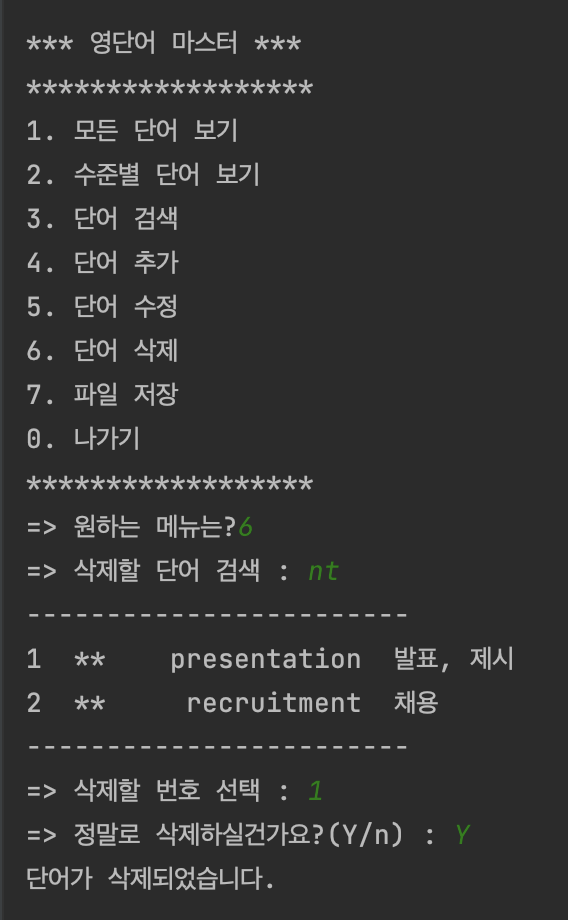 *** 영단어 마스터 ***
******************
1. 모든 단어 보기
2. 수준별 단어 보기
3. 단어 검색
4. 단어 추가
5. 단어 수정
6. 단어 삭제
7. 파일 저장
0. 나가기
******************
=> 원하는 메뉴는?6
=> 삭제할 단어 검색 : nt
------------------------
1  **    presentation  발표, 제시
2  **     recruitment  채용
------------------------
=> 삭제할 번호 선택 : 1
=> 정말로 삭제하실건가요?(Y/n) : Y
단어가 삭제되었습니다.